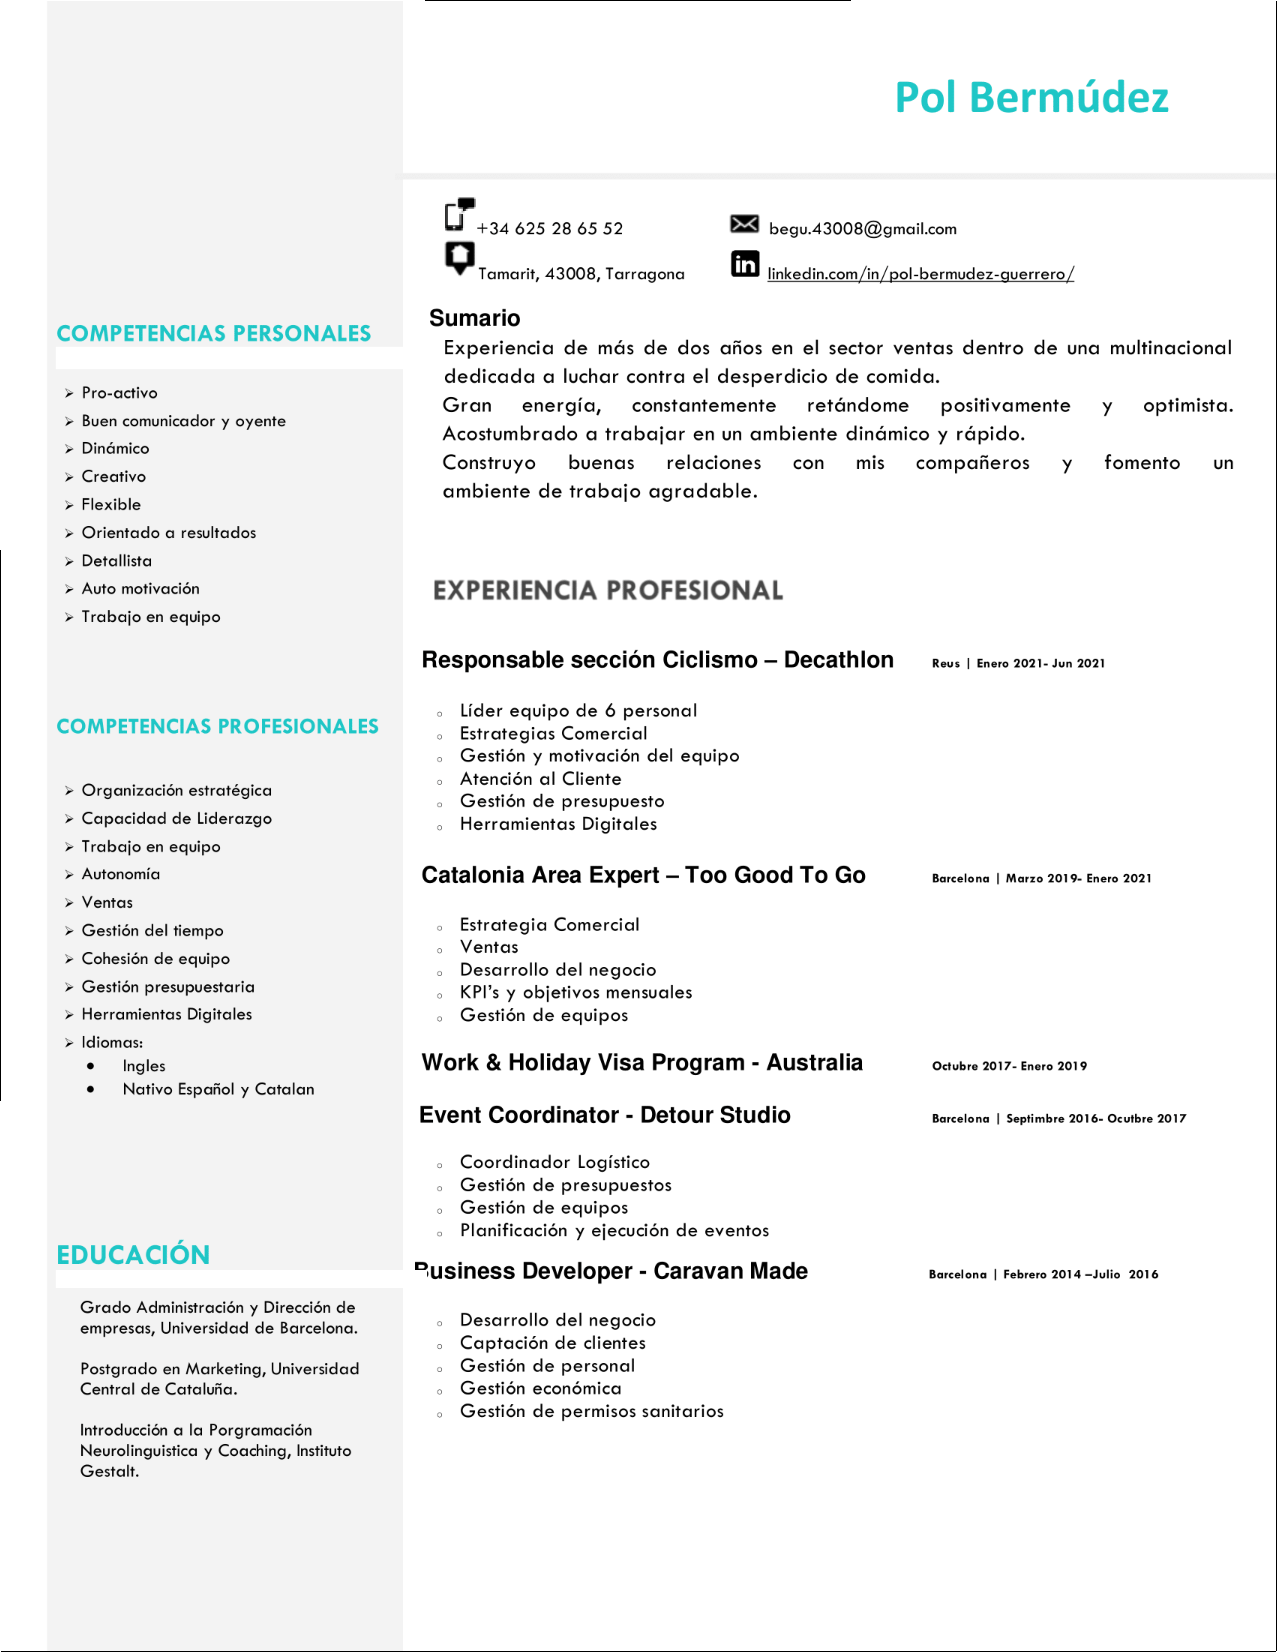 Pol Bermúdez
+34 625 28 65 52
begu.43008@gmail.com
Tamarit, 43008, Tarragona
linkedin.com/in/pol-bermudez-guerrero/
COMPETENCIAS PERSONALES
Pro-activo
Buen comunicador y oyente
Dinámico
Creativo
Flexible
Orientado a resultados
Detallista
Auto motivación
Trabajo en equipo
COMPETENCIAS PROFESIONALES
Organización estratégica
Capacidad de Liderazgo
Trabajo en equipo
Autonomía
Ventas
Gestión del tiempo
Cohesión de equipo
Gestión presupuestaria
Herramientas Digitales
Idiomas:
Ingles
Nativo Español y Catalan
EDUCACIÓN
Grado Administración y Dirección de
empresas, Universidad de Barcelona.
Postgrado en Marketing, Universidad
Central de Cataluña.
Introducción a la Porgramación
Neurolinguistica y Coaching, Instituto
Gestalt.
Sumario
Experiencia de más de dos años en el sector ventas dentro de una multinacional
dedicada a luchar contra el desperdicio de comida.
Gran energía, constantemente retándome positivamente y optimista.
Acostumbrado a trabajar en un ambiente dinámico y rápido.
Construyo buenas relaciones con mis compañeros y fomento un
ambiente de trabajo agradable.
EXPERIENCIA PROFESIONAL
Responsable sección Ciclismo – Decathlon Reus | Enero 2021- Jun 2021
Líder equipo de 6 personal
Estrategias Comercial
Gestión y motivación del equipo
Atención al Cliente
Gestión de presupuesto
Herramientas Digitales
Catalonia Area Expert – Too Good To Go Barcelona | Marzo 2019- Enero 2021
Estrategia Comercial
Ventas
Desarrollo del negocio
KPI's y objetivos mensuales
Gestión de equipos
Work & Holiday Visa Program - Australia Octubre 2017- Enero 2019
Event Coordinator - Detour Studio Barcelona | Septimbre 2016- Ocutbre 2017
Coordinador Logístico
Gestión de presupuestos
Gestión de equipos
Planificación y ejecución de eventos
Business Developer - Caravan Made Barcelona | Febrero 2014 –Julio 2016
Desarrollo del negocio
Captación de clientes
Gestión de personal
Gestión económica
Gestión de permisos sanitarios